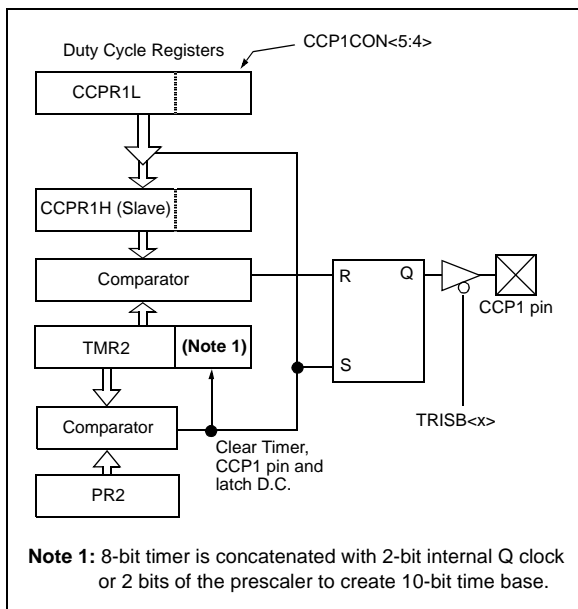 Duty Cycle Registers
CCP1CON<5:4>
CCPR1L
CCPR1H (Slave)
Comparator
R
Q
CCP1 pin
TMR2
(Note 1)
S
TRISB<x>
Comparator
Clear Timer,
CCP1 pin and
latch D.C.
PR2
Note 1: 8-bit timer is concatenated with 2-bit internal Q clock
or 2 bits of the prescaler to create 10-bit time base.